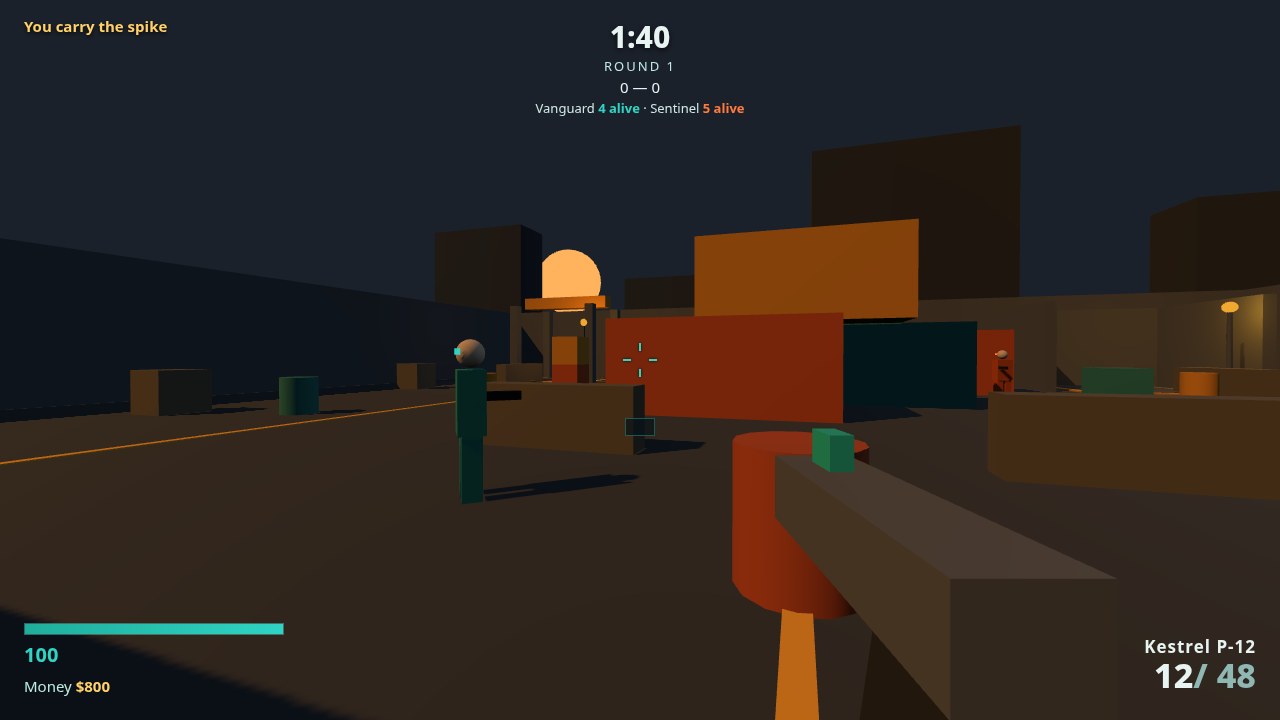 You carry the spike
1:40
ROUND 1
0 — 0
Vanguard 4 alive · Sentinel 5 alive
100
Money $800
Kestrel P-12
12/ 48